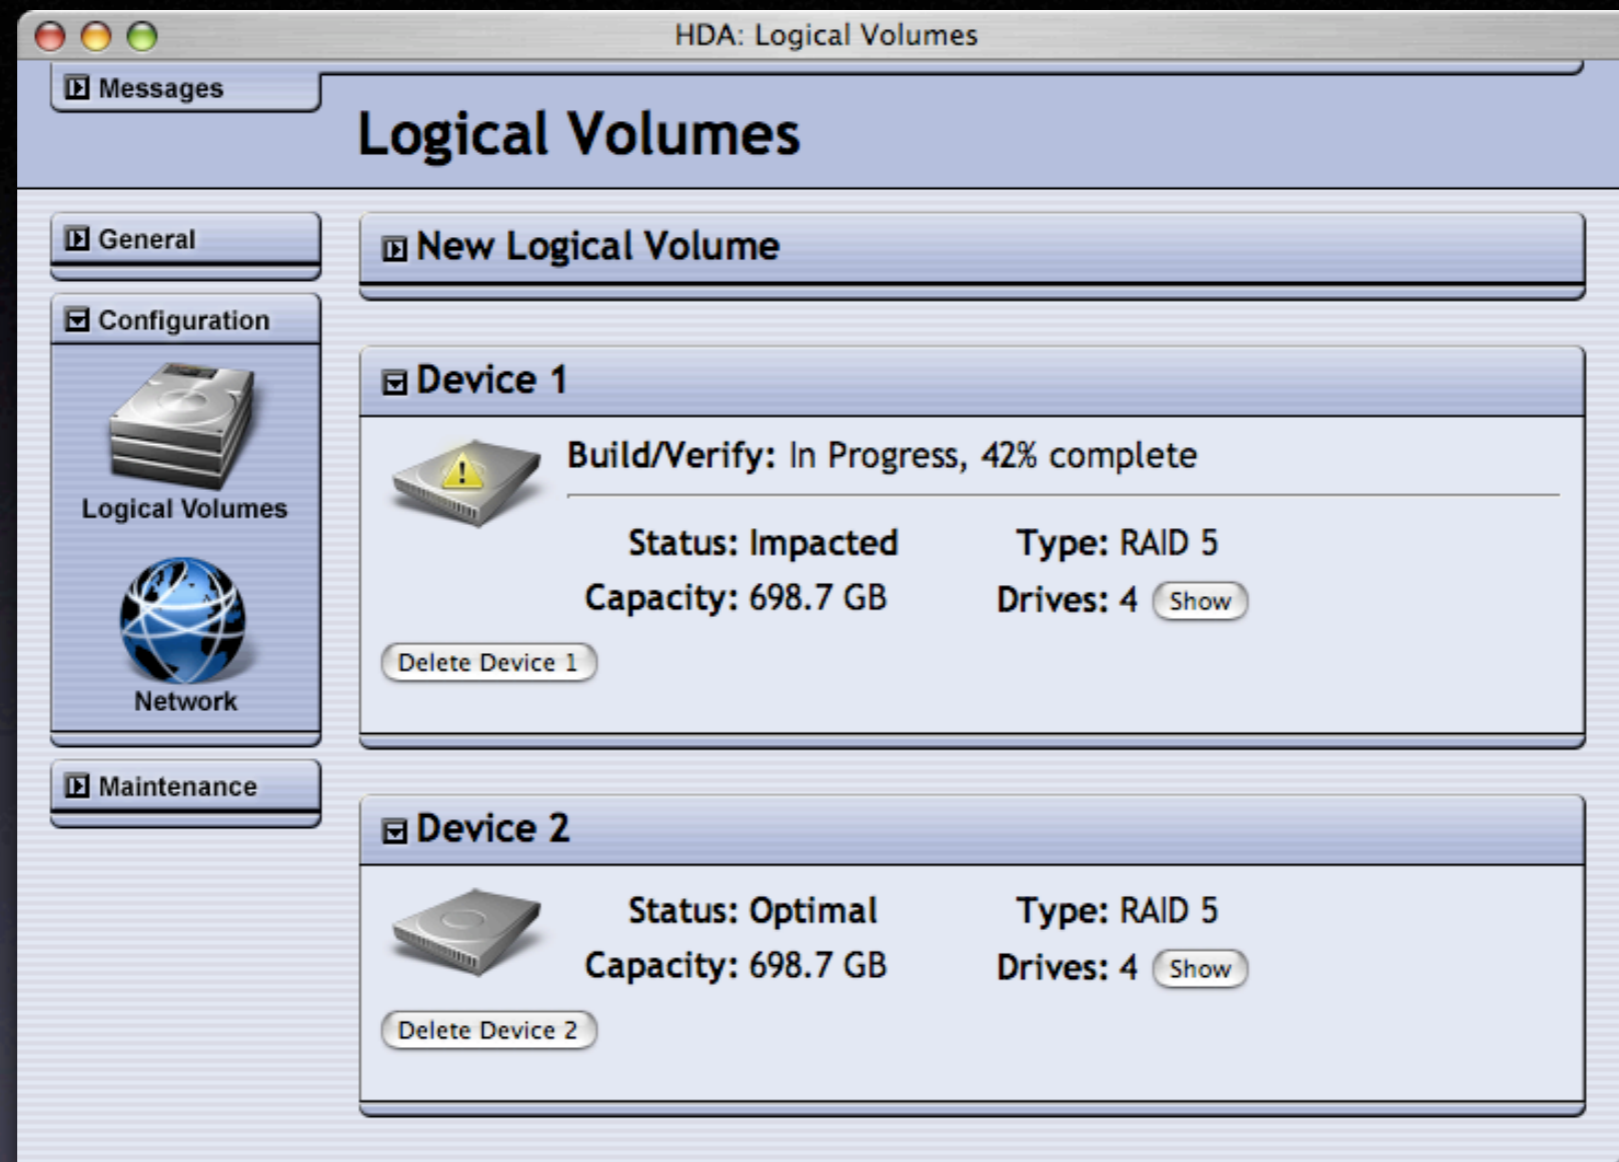 HDA: Logical Volumes
Messages
Logical Volumes
General
Configuration
Logical Volumes
Network
Maintenance
New Logical Volume
Device 1
Build/Verify: In Progress, 42% complete
Status: Impacted Type: RAID 5
Capacity: 698.7 GB Drives: 4 Show
Delete Device 1
Device 2
Status: Optimal Type: RAID 5
Capacity: 698.7 GB Drives: 4 Show
Delete Device 2